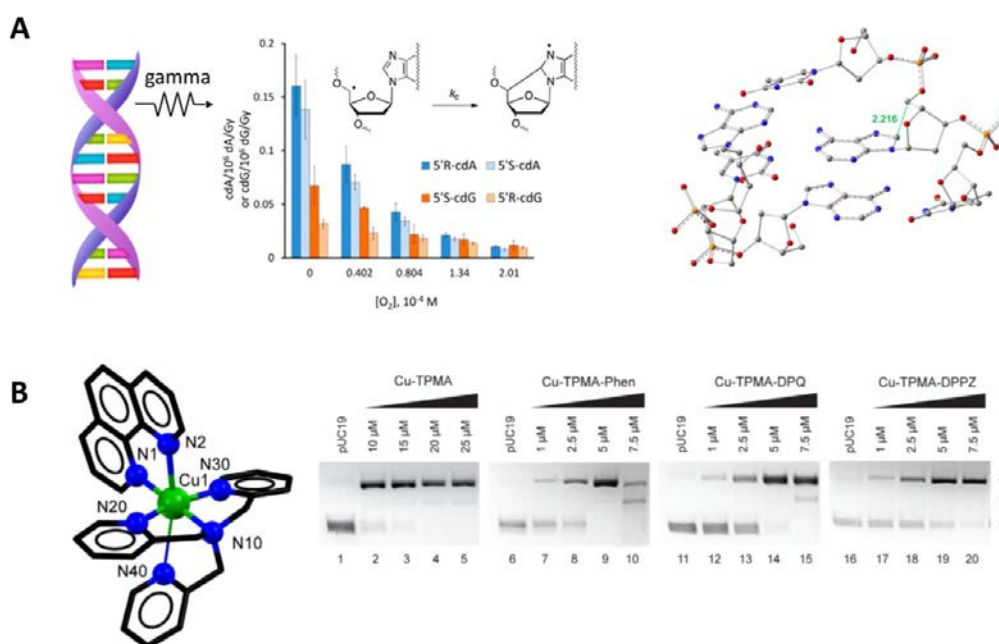 A
gamma
0.2
0.15
0.1
0.05
0
cdA/10⁶ dA/Gy
or cdG/10⁶ dG/Gy
0
0.402
0.804
1.34
2.01
[O₂], 10⁻⁴ M
k_c
5'R-cdA
5'S-cdA
5'S-cdG
5'R-cdG
2.216
B
N2
N1
Cu1
N30
N20
N10
N40
Cu-TPMA
pUC19
10 µM
15 µM
20 µM
25 µM
1 2 3 4 5
Cu-TPMA-Phen
pUC19
1 µM
2.5 µM
5 µM
7.5 µM
6 7 8 9 10
Cu-TPMA-DPQ
pUC19
1 µM
2.5 µM
5 µM
7.5 µM
11 12 13 14 15
Cu-TPMA-DPPZ
pUC19
1 µM
2.5 µM
5 µM
7.5 µM
16 17 18 19 20